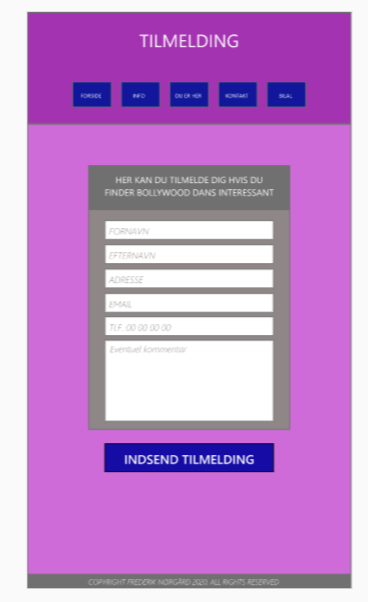 TILMELDING
FORSIDE INFO DU ER HER KONTAKT BILAL
HER KAN DU TILMELDE DIG HVIS DU
FINDER BOLLYWOOD DANS INTERESSANT
FORNAVN
EFTERNAVN
ADRESSE
EMAIL
TLF. 00 00 00 00
Eventuel kommentar
INDSEND TILMELDING
COPYRIGHT FREDERIK NØRGÅRD 2020. ALL RIGHTS RESERVED